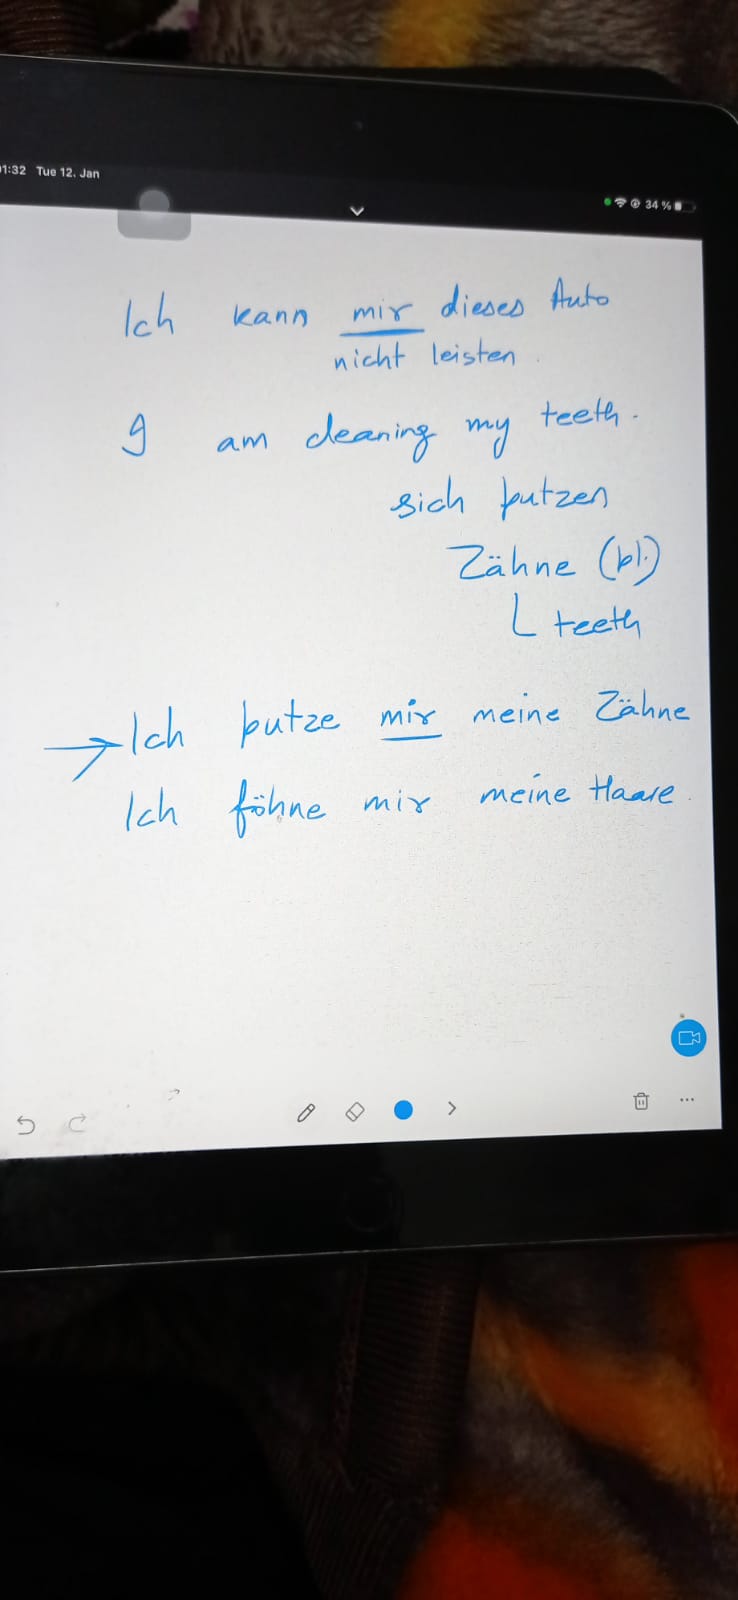 1:32 Tue 12. Jan
34 %
Ich kann mir dieses Auto
nicht leisten.
I am cleaning my teeth.
sich putzen
Zähne (pl.)
teeth
Ich putze mir meine Zähne
Ich föhne mir meine Haare.